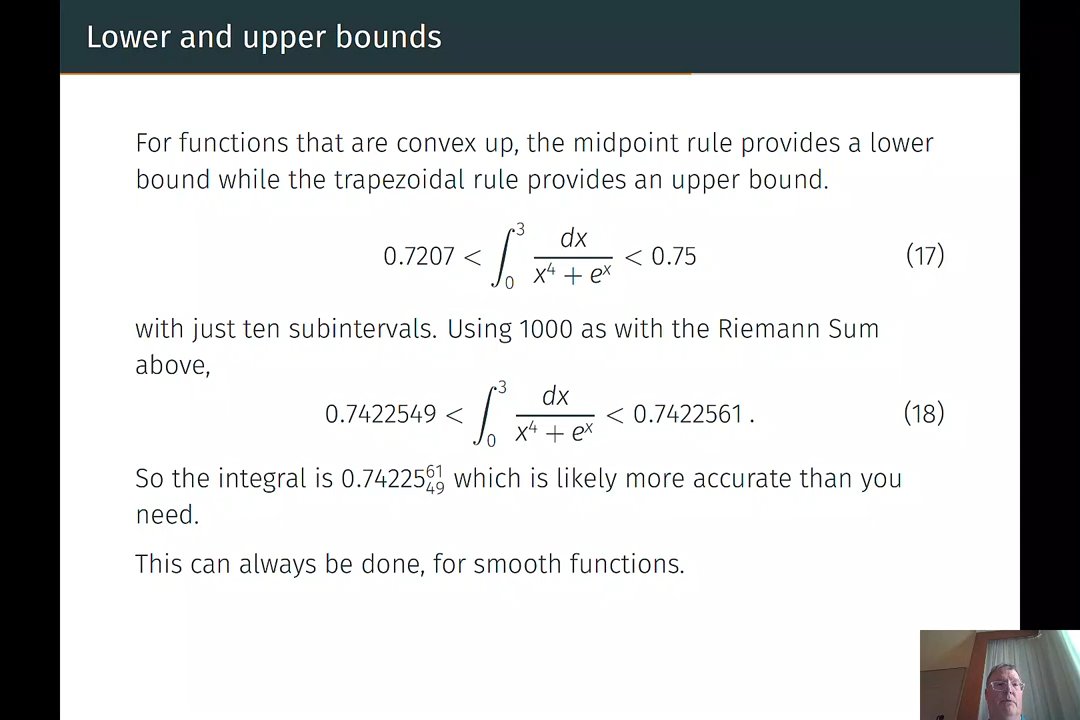 Lower and upper bounds
For functions that are convex up, the midpoint rule provides a lower
bound while the trapezoidal rule provides an upper bound.
0.7207 < ∫₀³ dx/(x⁴ + eˣ) < 0.75 (17)
with just ten subintervals. Using 1000 as with the Riemann Sum
above,
0.7422549 < ∫₀³ dx/(x⁴ + eˣ) < 0.7422561 . (18)
So the integral is 0.74225⁶¹₄₉ which is likely more accurate than you
need.
This can always be done, for smooth functions.